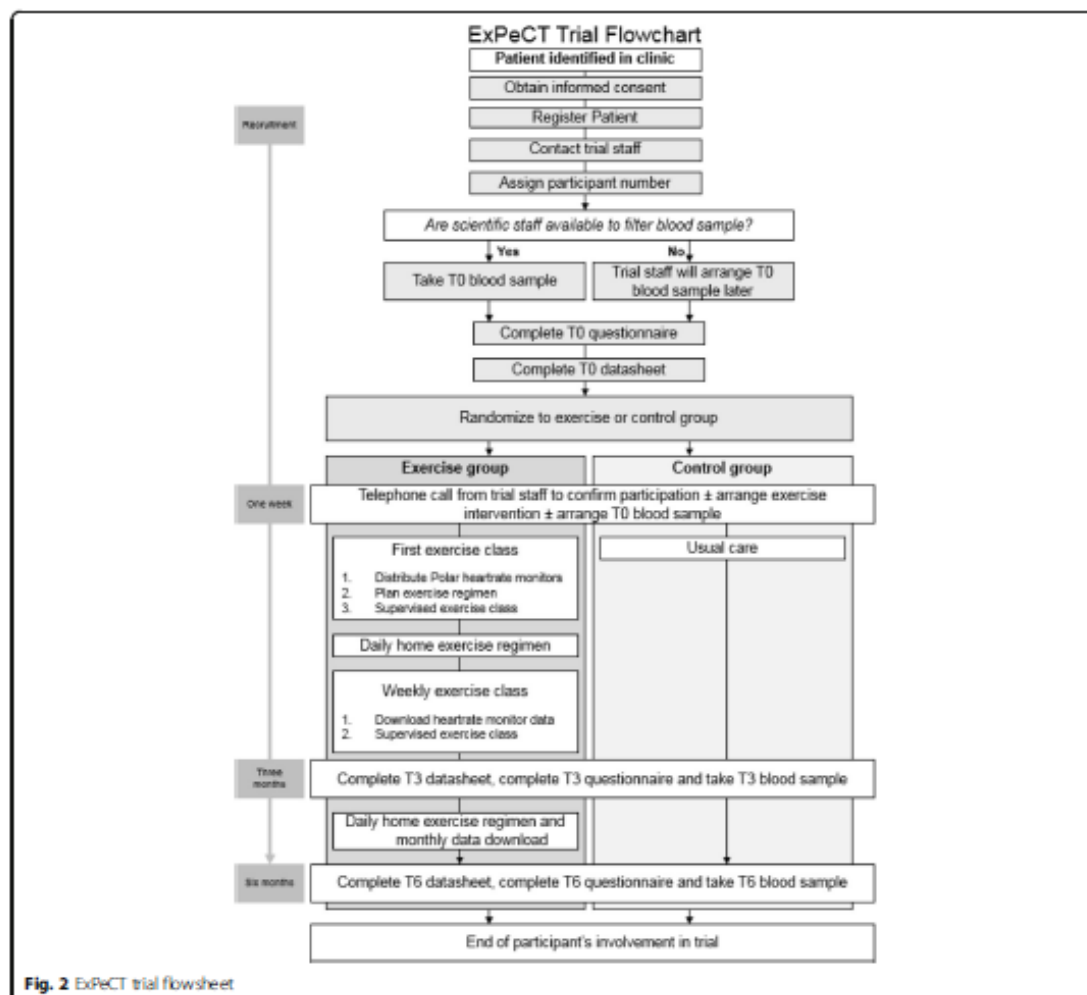 ExPeCT Trial Flowchart
Patient identified in clinic
Obtain informed consent
Recruitment
Register Patient
Contact trial staff
Assign participant number
Are scientific staff available to filter blood sample?
Yes
No
Take T0 blood sample
Trial staff will arrange T0
blood sample later
Complete T0 questionnaire
Complete T0 datasheet
Randomize to exercise or control group
Exercise group
Control group
One week
Telephone call from trial staff to confirm participation ± arrange exercise
intervention ± arrange T0 blood sample
First exercise class
1. Distribute Polar heartrate monitors
2. Plan exercise regimen
3. Supervised exercise class
Usual care
Daily home exercise regimen
Weekly exercise class
1. Download heartrate monitor data
2. Supervised exercise class
Three
months
Complete T3 datasheet, complete T3 questionnaire and take T3 blood sample
Daily home exercise regimen and
monthly data download
Six months
Complete T6 datasheet, complete T6 questionnaire and take T6 blood sample
End of participant's involvement in trial
Fig. 2 ExPeCT trial flowsheet